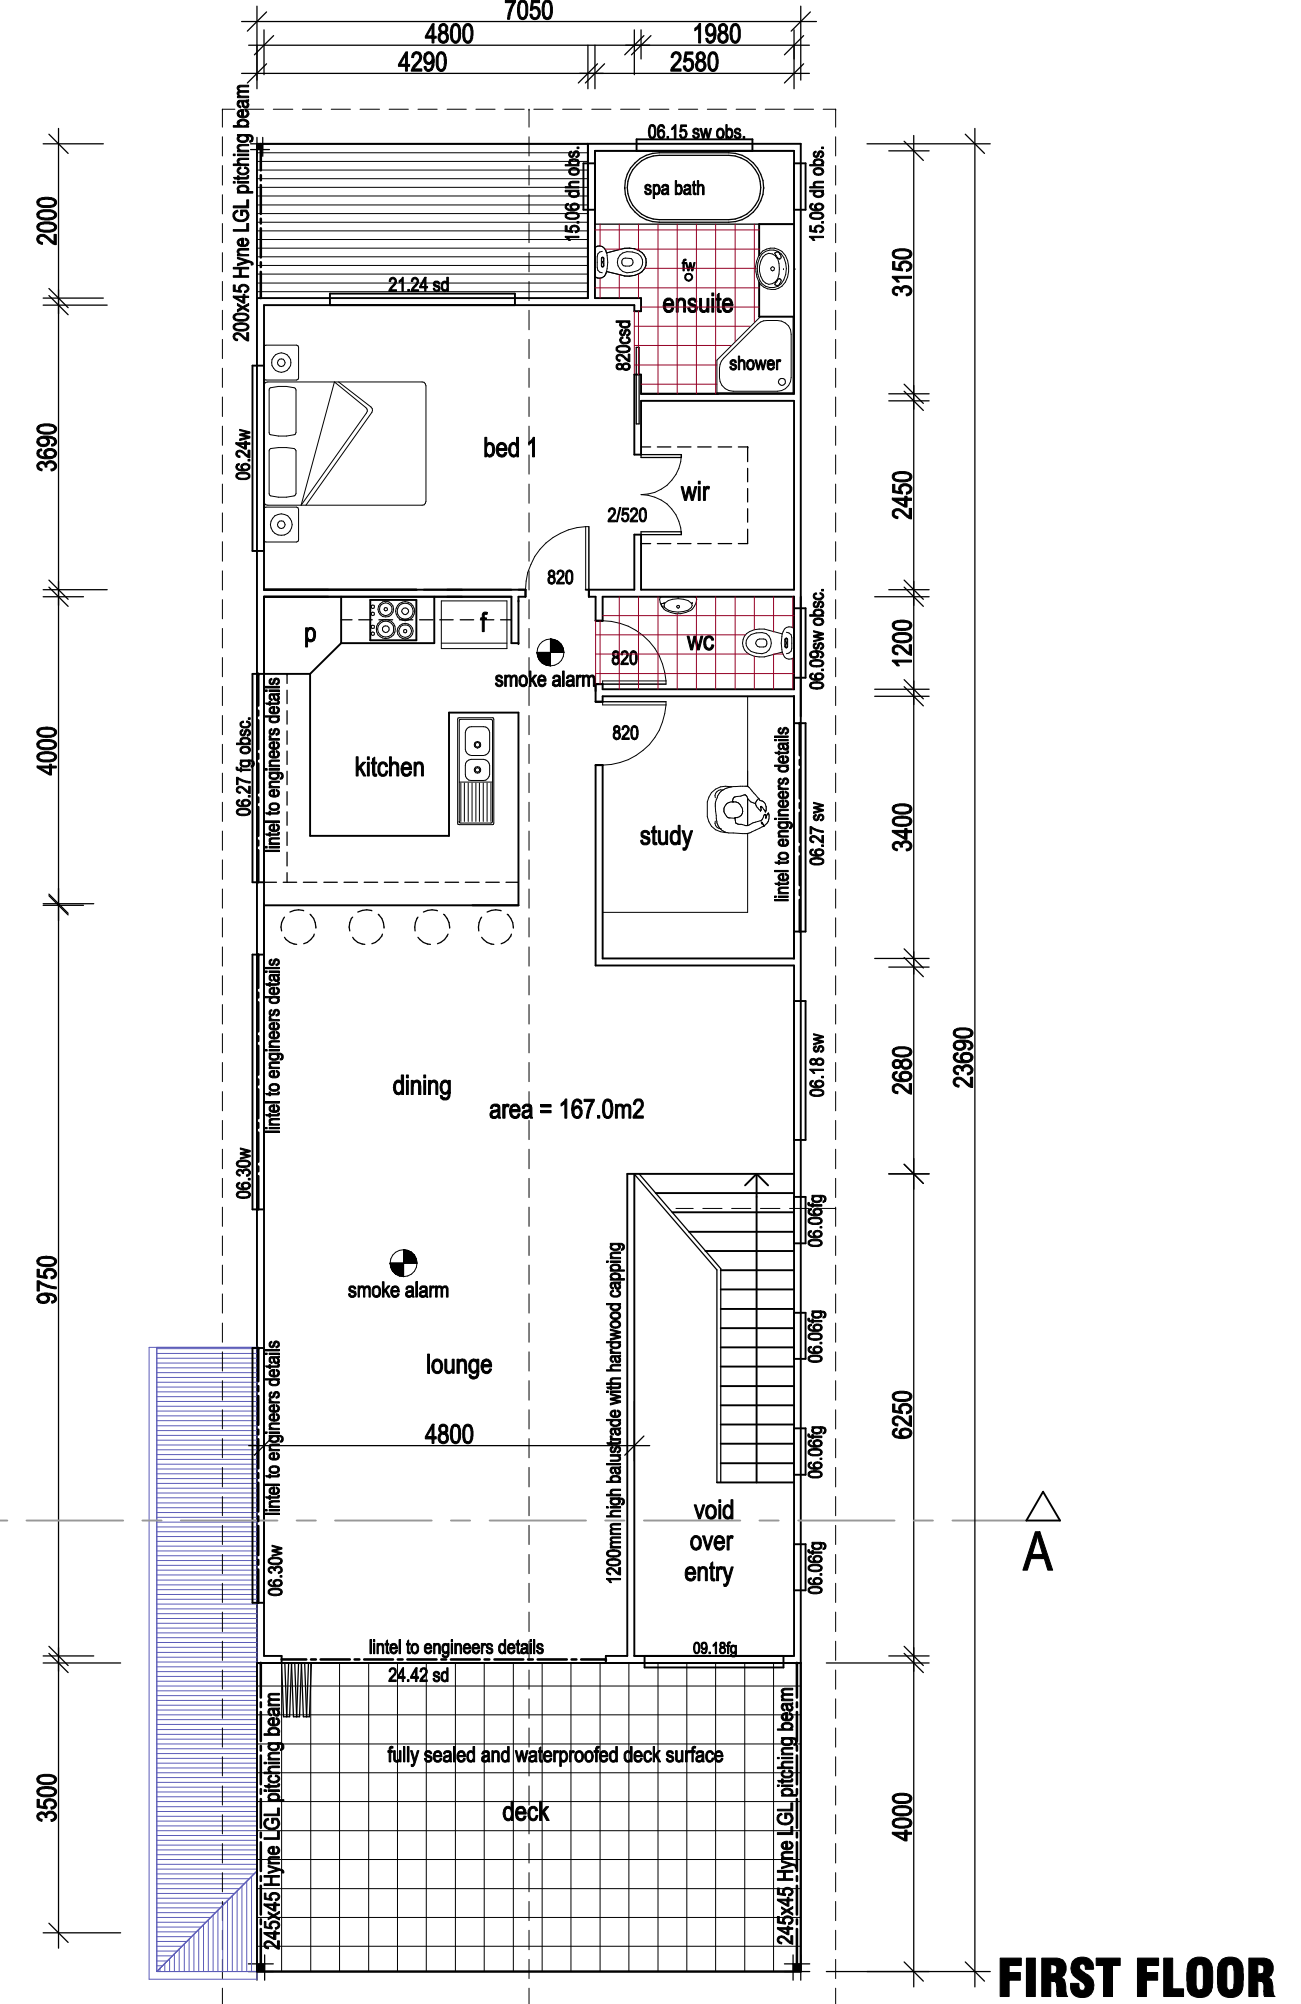 7050
4800
1980
4290
2580
06.15 sw obs.
200x45 Hyne LGL pitching beam
15.06 dh obs.
spa bath
15.06 dh obs.
2000
3150
fw
21.24 sd
ensuite
820csd
shower
3690
06.24w
bed 1
wir
2450
2/520
820
p
f
wc
820
06.09sw obsc.
1200
smoke alarm
4000
06.27 fg obsc.
lintel to engineers details
820
kitchen
study
lintel to engineers details
06.27 sw
3400
lintel to engineers details
06.30w
dining
area = 167.0m2
06.18 sw
2680
23690
9750
smoke alarm
06.06fg
lounge
lintel to engineers details
1200mm high balustrade with hardwood capping
06.06fg
4800
6250
06.06fg
void
over
entry
06.30w
06.06fg
A
lintel to engineers details
09.18fg
24.42 sd
fully sealed and waterproofed deck surface
deck
245x45 Hyne LGL pitching beam
245x45 Hyne LGL pitching beam
3500
4000
FIRST FLOOR